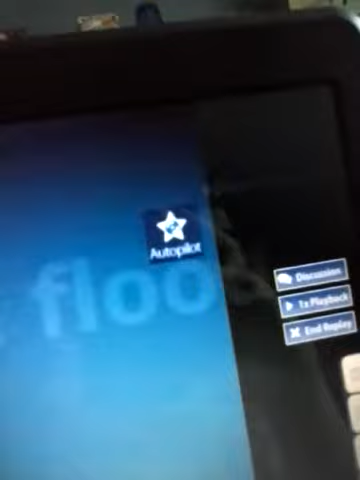 Autopilot
floo
Discussion
1x Playback
End Replay